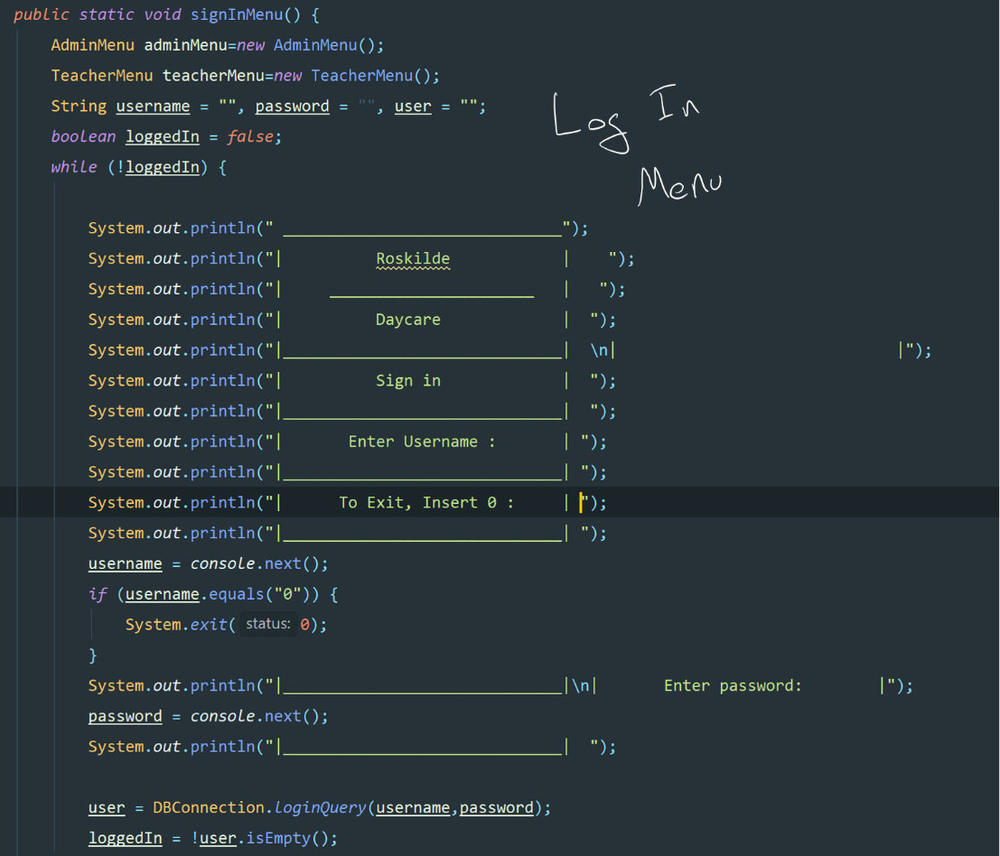 public static void signInMenu() {
    AdminMenu adminMenu=new AdminMenu();
    TeacherMenu teacherMenu=new TeacherMenu();
    String username = "", password = "", user = "";
    boolean loggedIn = false;
    while (!loggedIn) {
Log In
Menu
        System.out.println(" ______________________________");
        System.out.println("|          Roskilde            |    ");
        System.out.println("|     ______________________   |   ");
        System.out.println("|          Daycare             |  ");
        System.out.println("|______________________________|  \n|                              |");
        System.out.println("|          Sign in             |  ");
        System.out.println("|______________________________|  ");
        System.out.println("|       Enter Username :       | ");
        System.out.println("|______________________________| ");
        System.out.println("|      To Exit, Insert 0 :     | ");
        System.out.println("|______________________________| ");
        username = console.next();
        if (username.equals("0")) {
            System.exit( status: 0);
        }
        System.out.println("|______________________________|\n|       Enter password:        |");
        password = console.next();
        System.out.println("|______________________________|  ");
        user = DBConnection.loginQuery(username,password);
        loggedIn = !user.isEmpty();